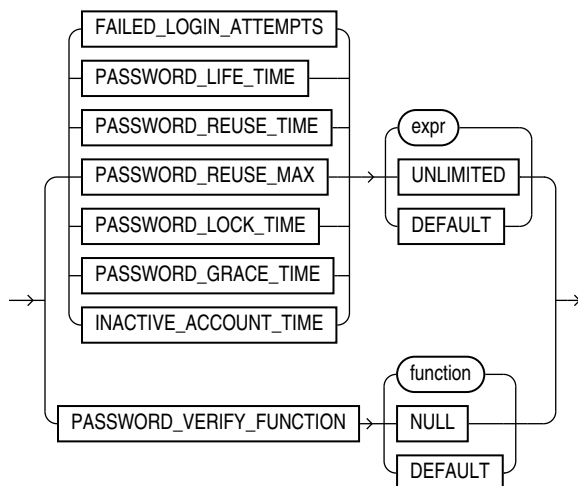 FAILED_LOGIN_ATTEMPTS
PASSWORD_LIFE_TIME
PASSWORD_REUSE_TIME
PASSWORD_REUSE_MAX
PASSWORD_LOCK_TIME
PASSWORD_GRACE_TIME
INACTIVE_ACCOUNT_TIME
expr
UNLIMITED
DEFAULT
PASSWORD_VERIFY_FUNCTION
function
NULL
DEFAULT